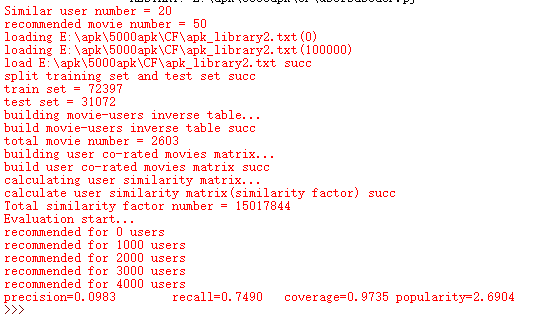 Similar user number = 20
recommended movie number = 50
loading E:\apk\5000apk\CF\apk_library2.txt(0)
loading E:\apk\5000apk\CF\apk_library2.txt(100000)
load E:\apk\5000apk\CF\apk_library2.txt succ
split training set and test set succ
train set = 72397
test set = 31072
building movie-users inverse table...
build movie-users inverse table succ
total movie number = 2603
building user co-rated movies matrix...
build user co-rated movies matrix succ
calculating user similarity matrix...
calculate user similarity matrix(similarity factor) succ
Total similarity factor number = 15017844
Evaluation start...
recommended for 0 users
recommended for 1000 users
recommended for 2000 users
recommended for 3000 users
recommended for 4000 users
precision=0.0983 recall=0.7490 coverage=0.9735 popularity=2.6904
>>>